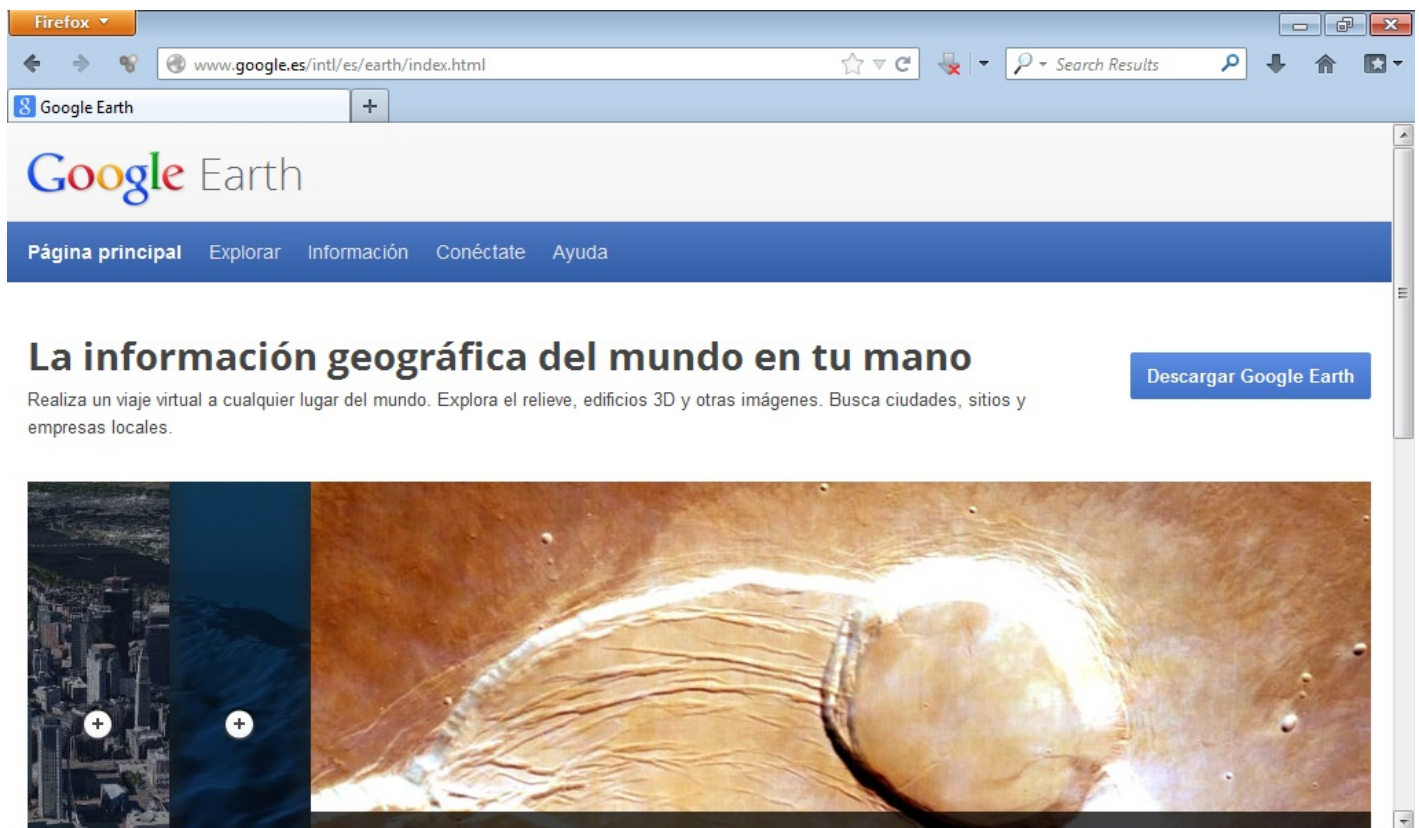 Firefox
www.google.es/intl/es/earth/index.html
Search Results
8 Google Earth
Google Earth
Página principal Explorar Información Conéctate Ayuda
La información geográfica del mundo en tu mano
Descargar Google Earth
Realiza un viaje virtual a cualquier lugar del mundo. Explora el relieve, edificios 3D y otras imágenes. Busca ciudades, sitios y
empresas locales.